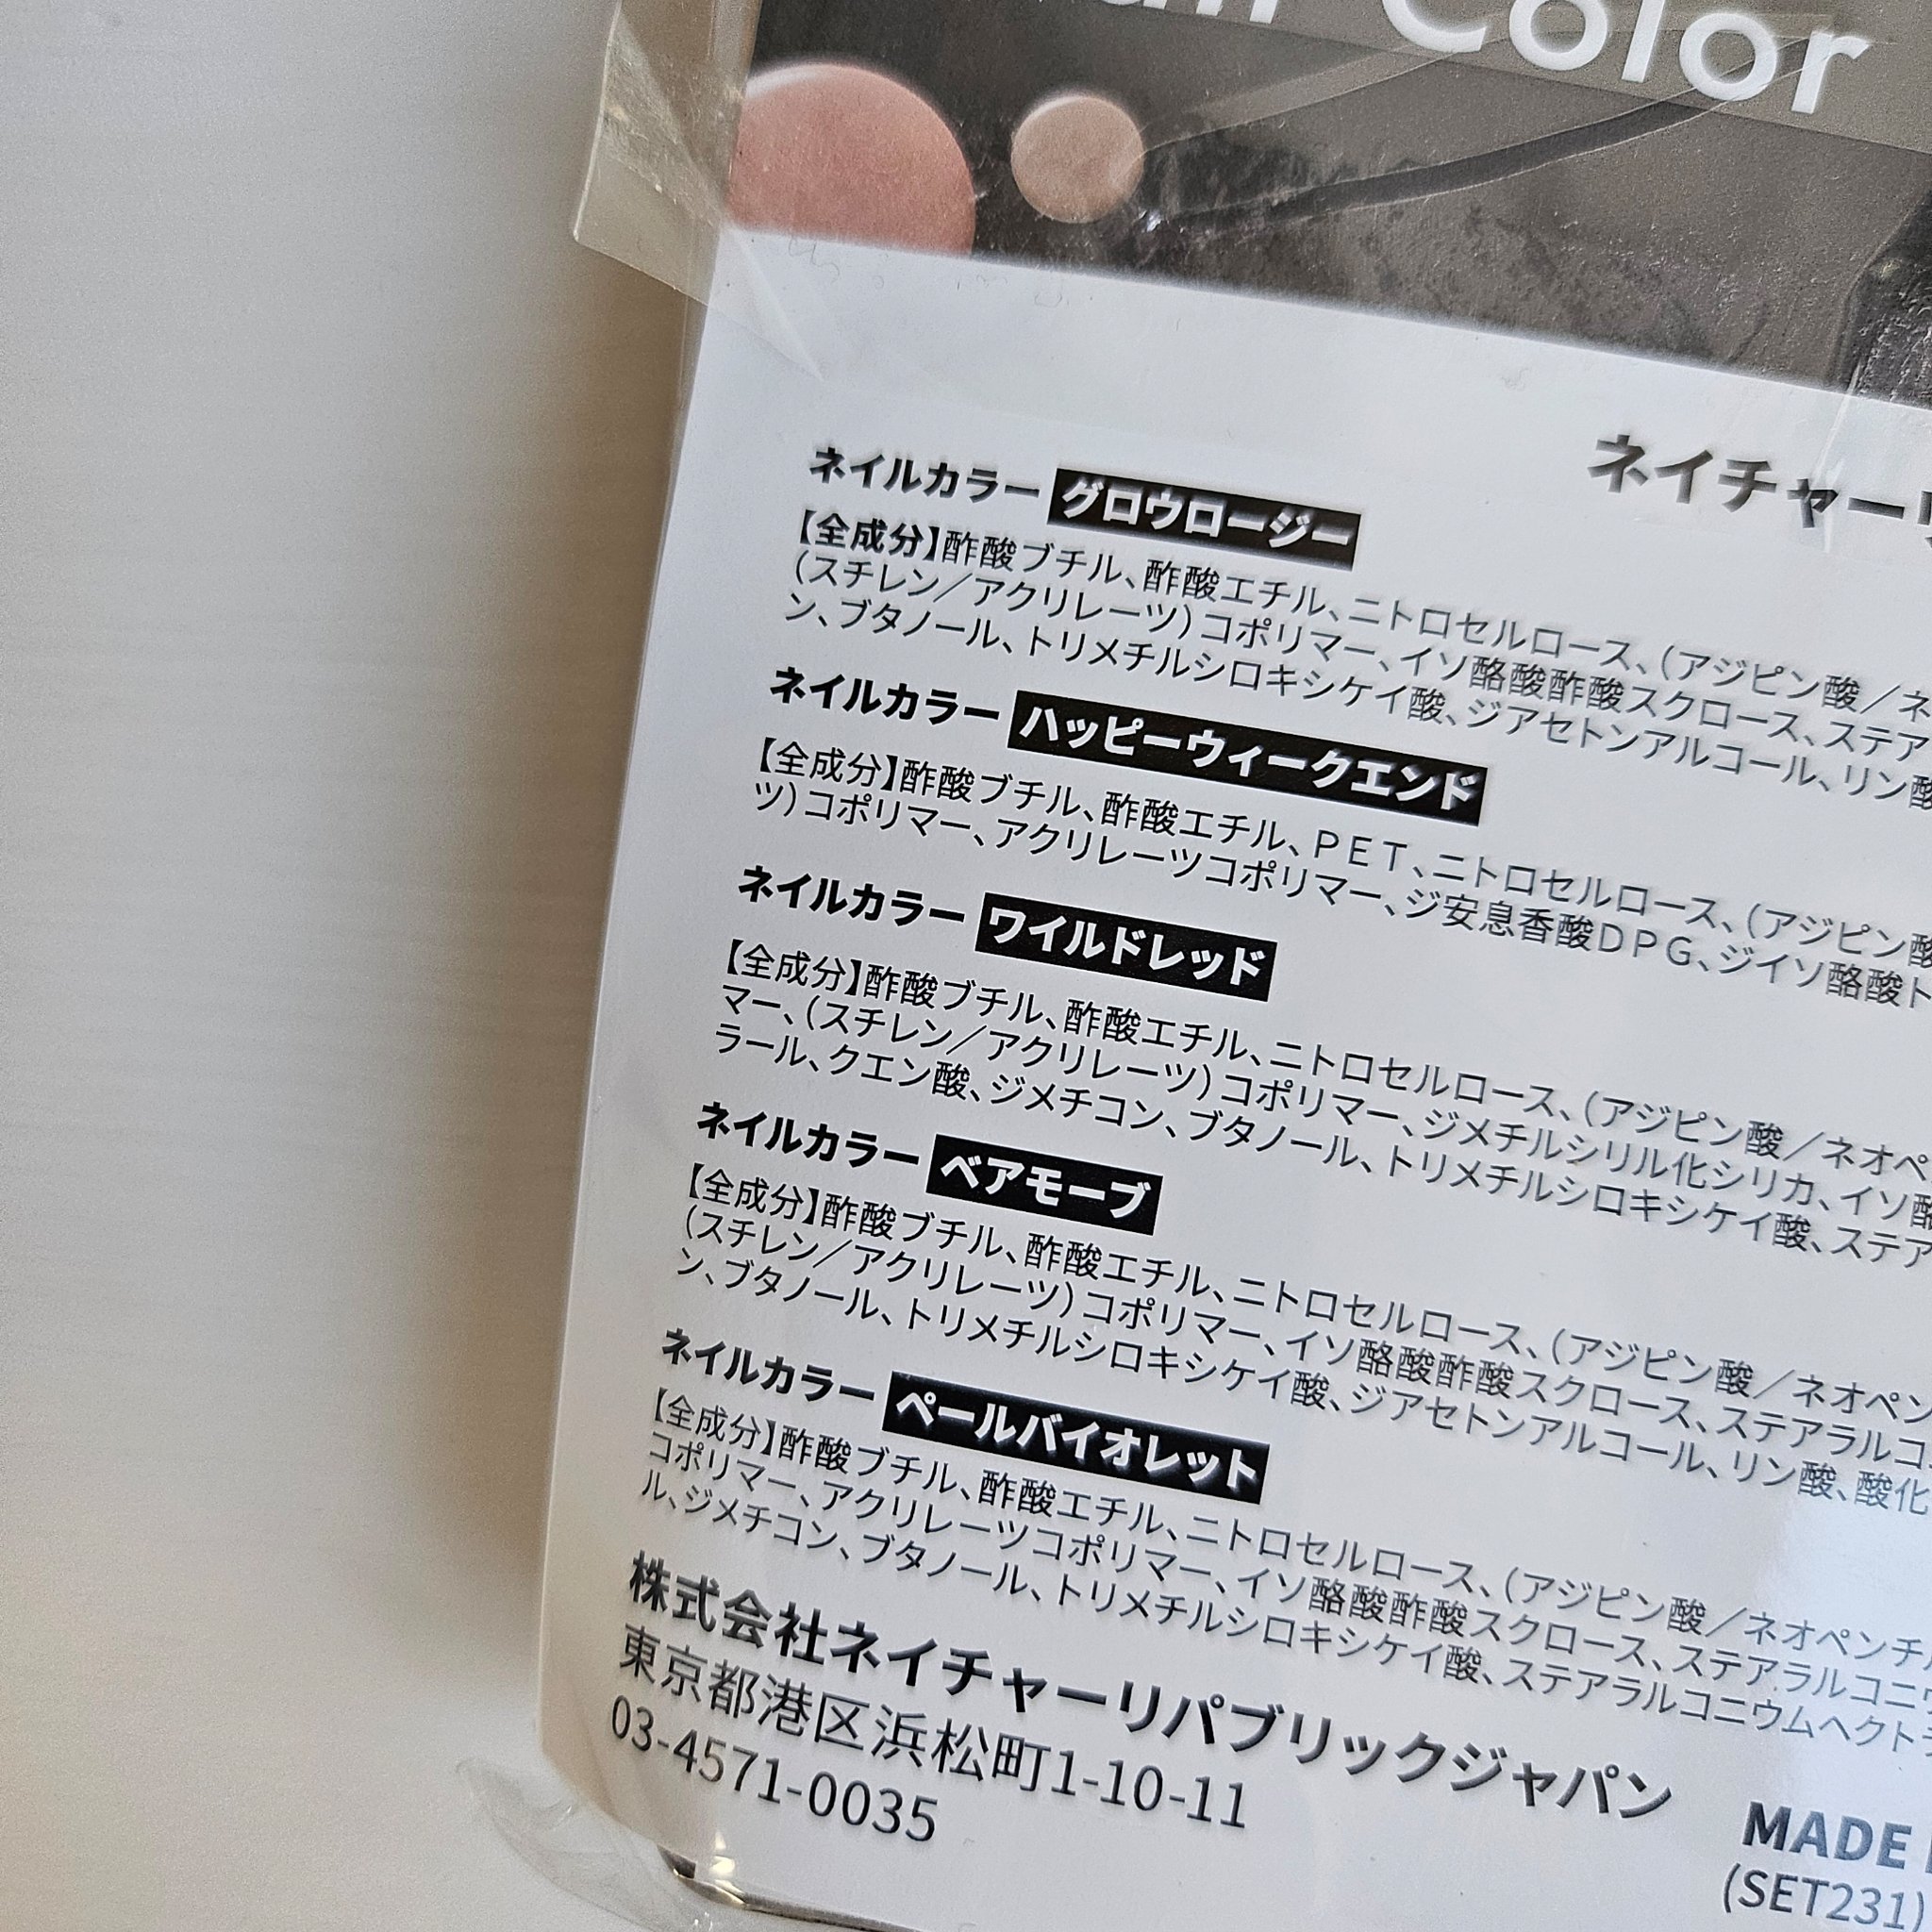 Color
ネイチャーリ
ネイルカラー グロウロージー
【全成分】酢酸ブチル、酢酸エチル、ニトロセルロース、（アジピン酸／ネ
（スチレン／アクリレーツ）コポリマー、イソ酪酸酢酸スクロース、ステア
ン、ブタノール、トリメチルシロキシケイ酸、ジアセトンアルコール、リン酸
ネイルカラー ハッピーウィークエンド
【全成分】酢酸ブチル、酢酸エチル、ＰＥＴ、ニトロセルロース、（アジピン酸
ツ）コポリマー、アクリレーツコポリマー、ジ安息香酸ＤＰＧ、ジイソ酪酸ト
ネイルカラー ワイルドレッド
【全成分】酢酸ブチル、酢酸エチル、ニトロセルロース、（アジピン酸／ネオペ
マー、（スチレン／アクリレーツ）コポリマー、ジメチルシリル化シリカ、イソ酪
ラール、クエン酸、ジメチコン、ブタノール、トリメチルシロキシケイ酸、ステア
ネイルカラー ベアモーブ
【全成分】酢酸ブチル、酢酸エチル、ニトロセルロース、（アジピン酸／ネオペン
（スチレン／アクリレーツ）コポリマー、イソ酪酸酢酸スクロース、ステアラルコ
ン、ブタノール、トリメチルシロキシケイ酸、ジアセトンアルコール、リン酸、酸化
ネイルカラー ペールバイオレット
【全成分】酢酸ブチル、酢酸エチル、ニトロセルロース、（アジピン酸／ネオペンチ
コポリマー、アクリレーツコポリマー、イソ酪酸酢酸スクロース、ステアラルコニウ
ル、ジメチコン、ブタノール、トリメチルシロキシケイ酸、ステアラルコニウムヘクト
株式会社ネイチャーリパブリックジャパン
東京都港区浜松町1-10-11
03-4571-0035
MADE
(SET231)